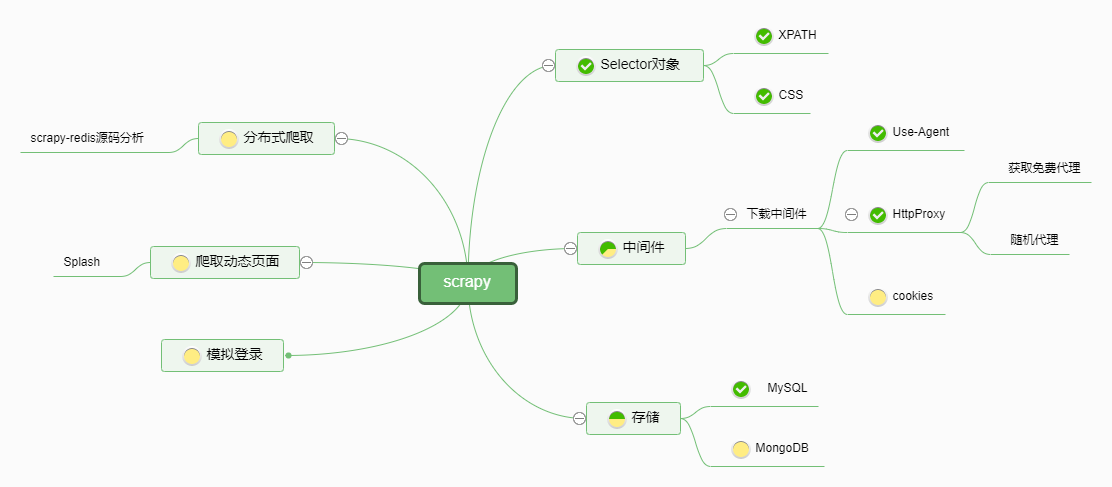 scrapy
Selector对象
XPATH
CSS
中间件
下载中间件
Use-Agent
HttpProxy
获取免费代理
随机代理
cookies
存储
MySQL
MongoDB
分布式爬取
scrapy-redis源码分析
爬取动态页面
Splash
模拟登录